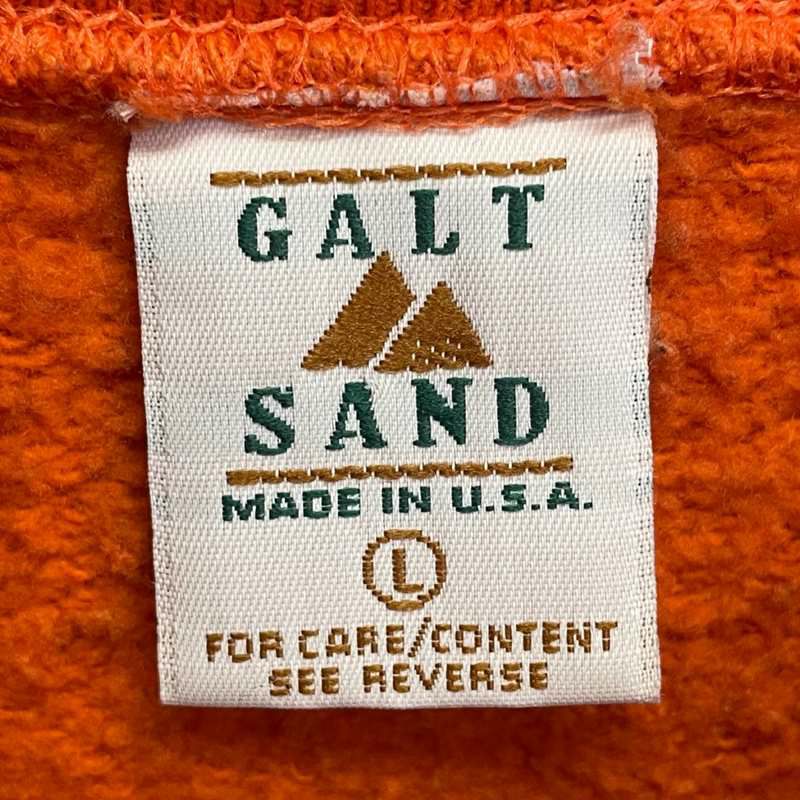 GALT
SAND
MADE IN U.S.A.
L
FOR CARE/CONTENT
SEE REVERSE